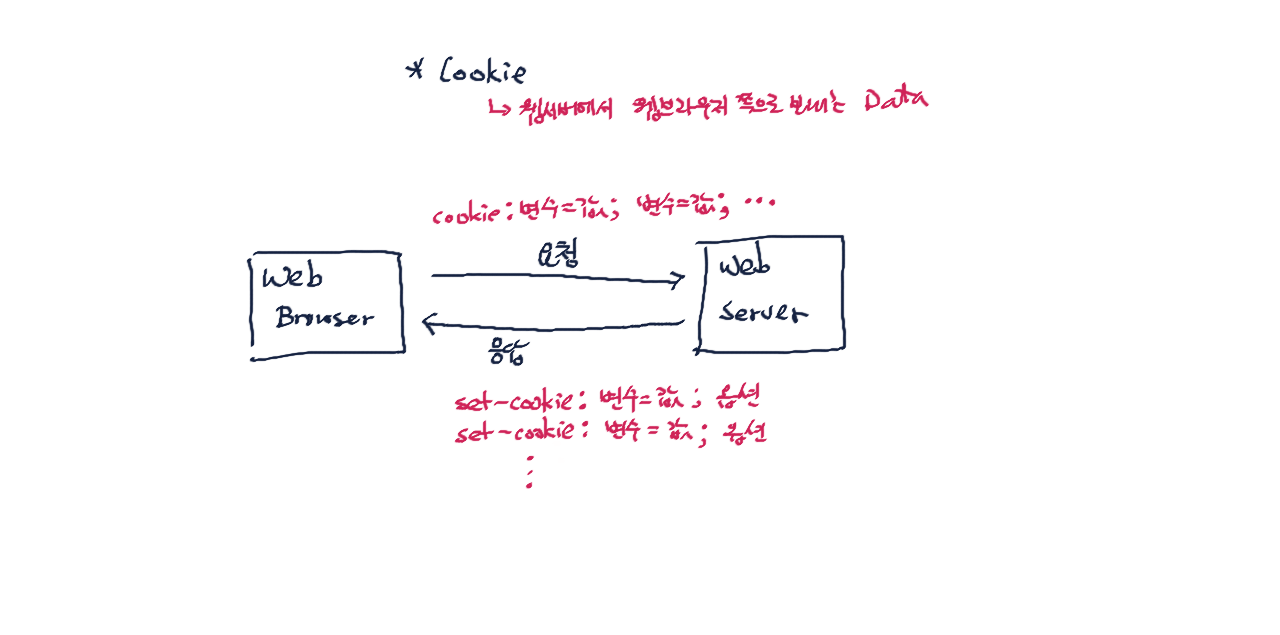 * Cookie
↳ 웹서버에서 웹브라우저 쪽으로 보내는 Data
cookie: 변수=값; 변수=값; ...
요청
Web
Browser
Web
Server
응답
set-cookie: 변수=값; 옵션
set-cookie: 변수=값; 옵션
⋮